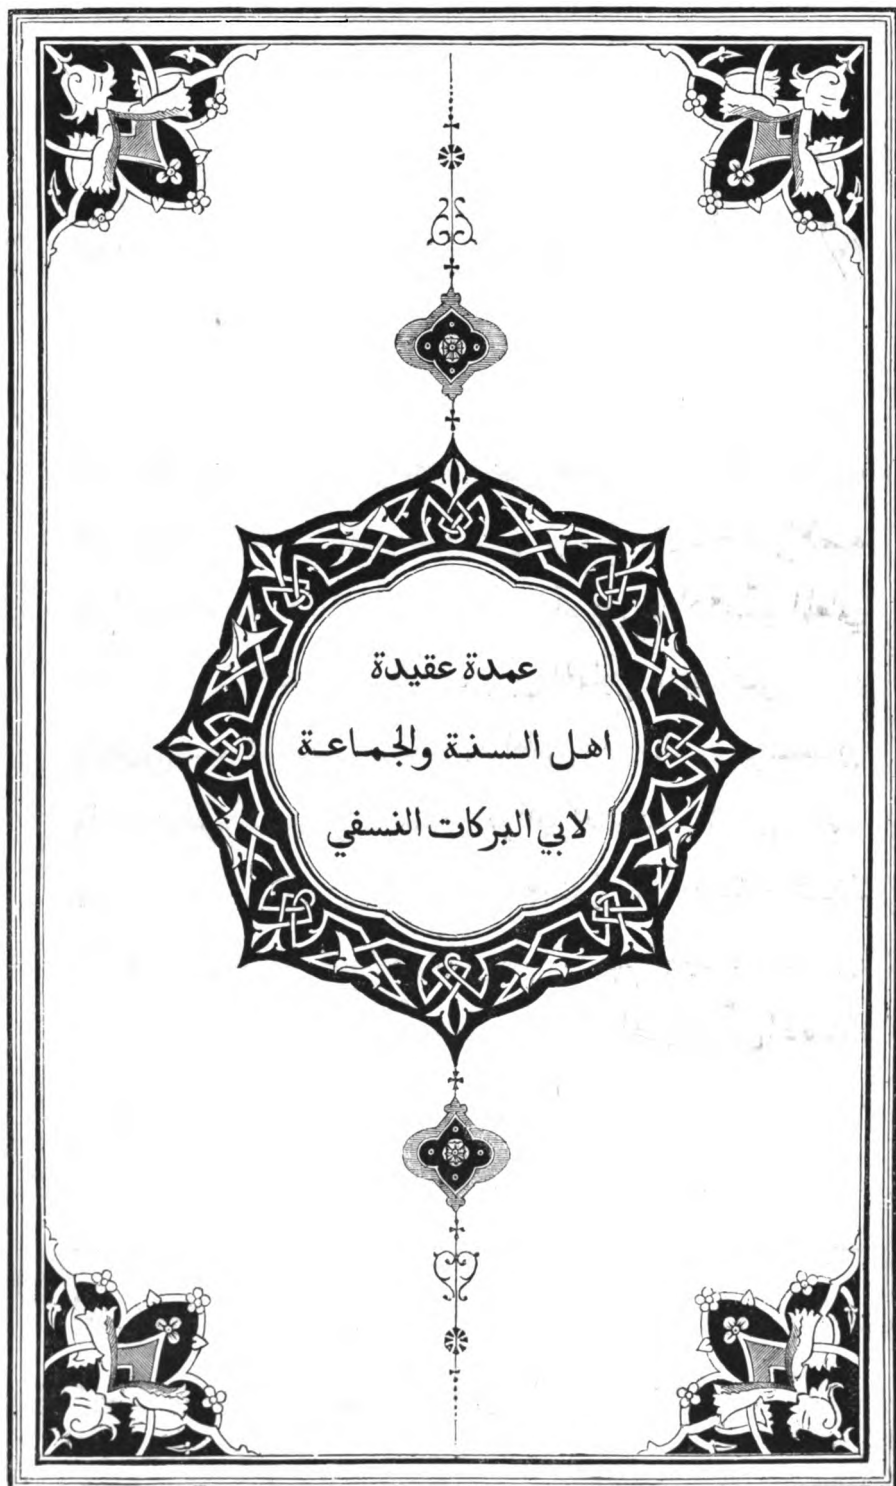 عمدة عقيدة
اهل السنة والجماعة
لابي البركات النسفي